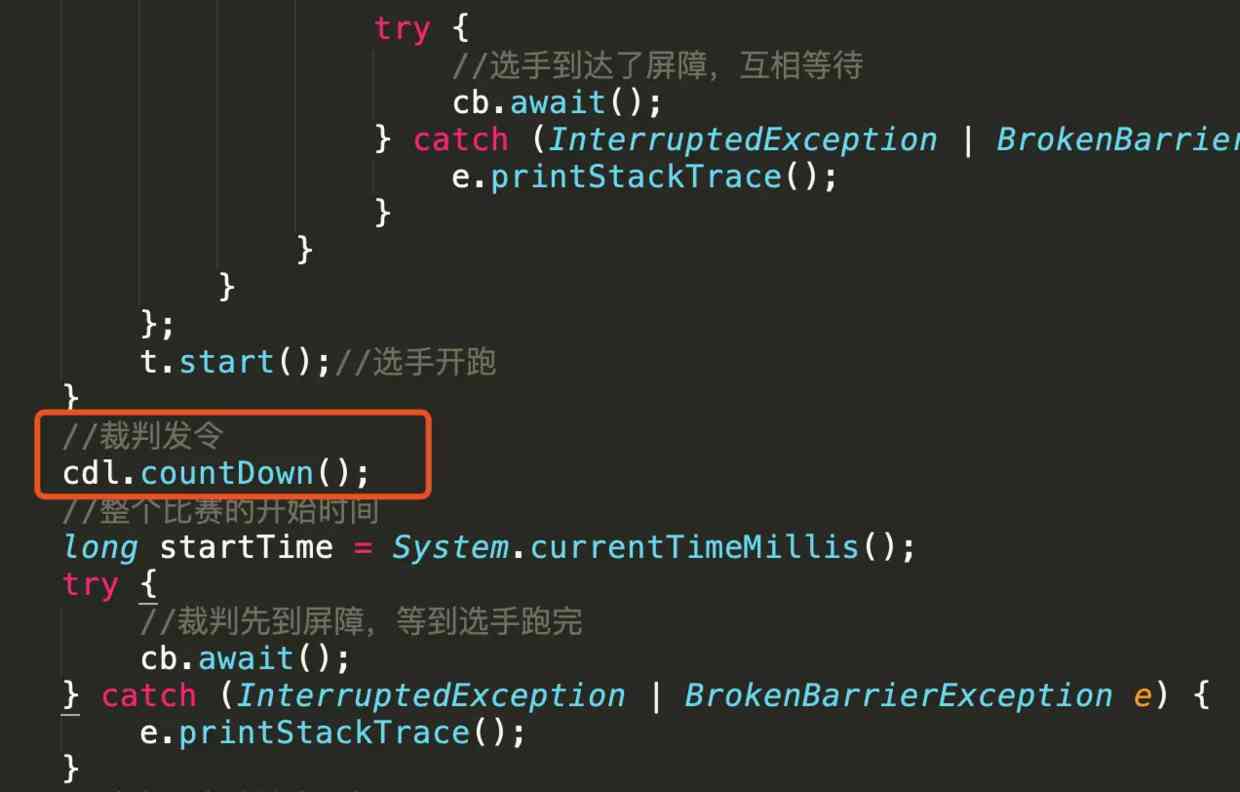 try {
//选手到达了屏障，互相等待
cb.await();
} catch (InterruptedException | BrokenBarrier
e.printStackTrace();
}
}
}
};
t.start();//选手开跑
}
//裁判发令
cdl.countDown();
//整个比赛的开始时间
long startTime = System.currentTimeMillis();
try {
//裁判先到屏障，等到选手跑完
cb.await();
} catch (InterruptedException | BrokenBarrierException e) {
e.printStackTrace();
}